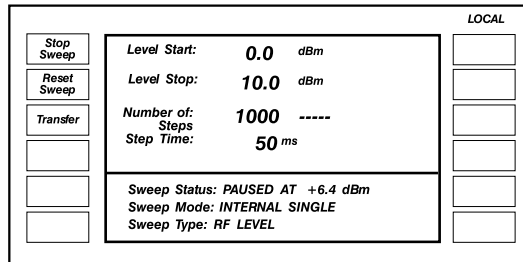 LOCAL
Stop
Sweep
Reset
Sweep
Transfer
Level Start: 0.0 dBm
Level Stop: 10.0 dBm
Number of: 1000 -----
Steps
Step Time: 50 ms
Sweep Status: PAUSED AT +6.4 dBm
Sweep Mode: INTERNAL SINGLE
Sweep Type: RF LEVEL